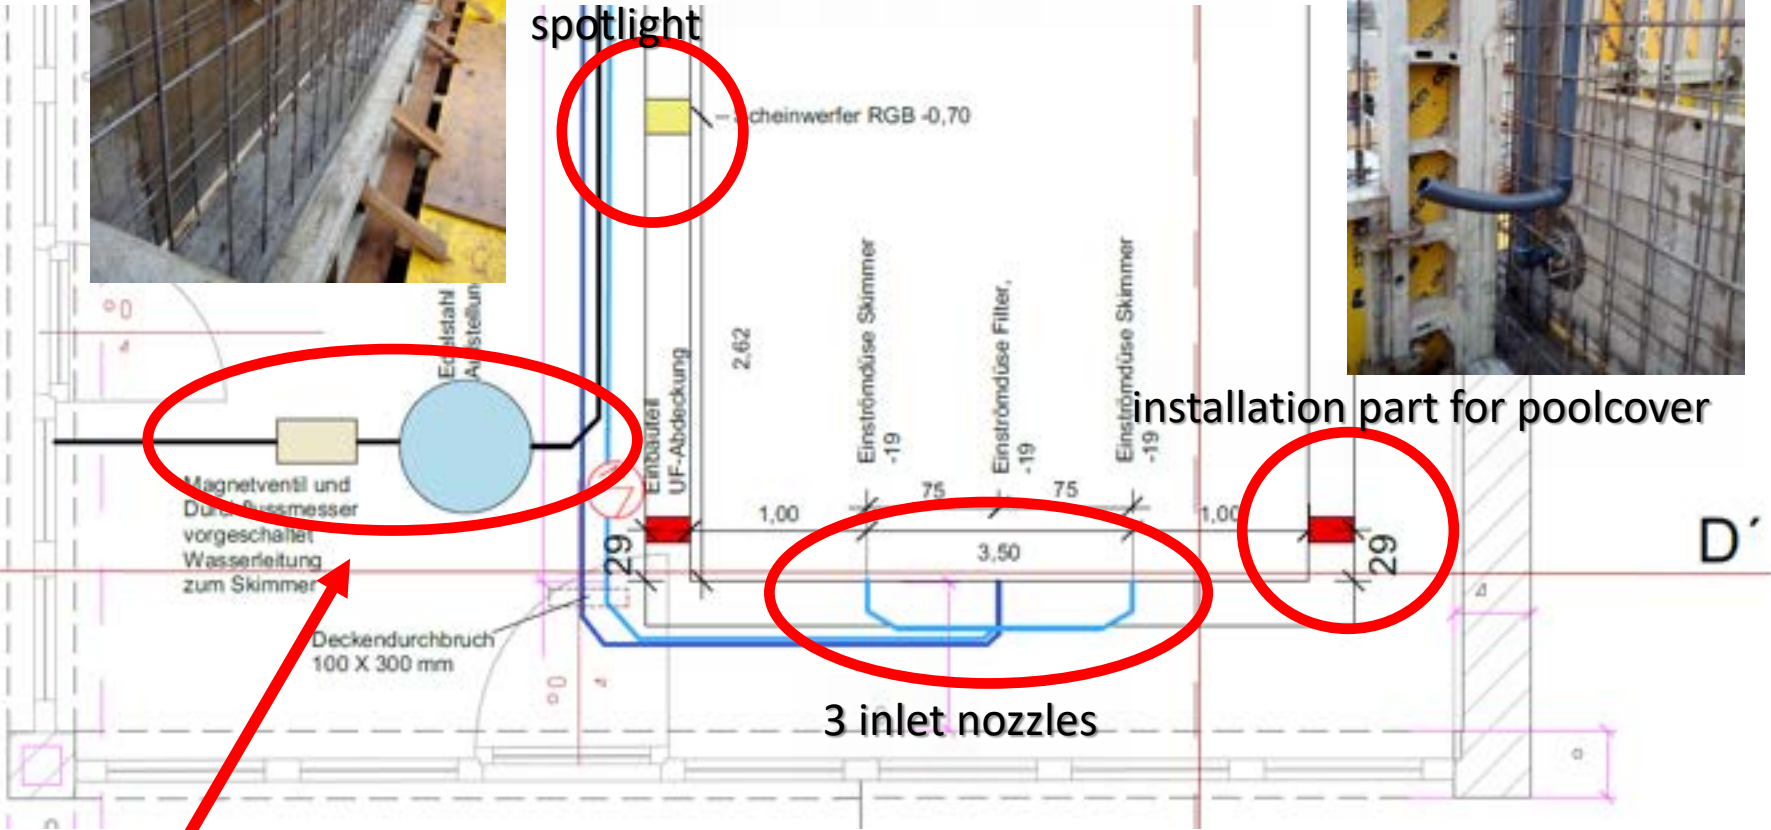 spotlight
cheinwerfer RGB -0,70
Edelstahl
Aufstellung
2,62
Einströmdüse Skimmer
-19
Einströmdüse Filter,
-19
Einströmdüse Skimmer
-19
installation part for poolcover
Einbauteil
UF-Abdeckung
Magnetventil und
Durchflussmesser
vorgeschaltet
Wasserleitung
zum Skimmer
75
75
1,00
1,00
3,50
29
29
D´
Deckendurchbruch
100 X 300 mm
3 inlet nozzles